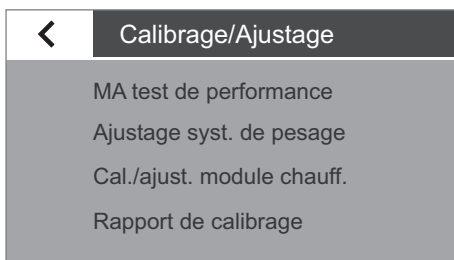 Calibrage/Ajustage
MA test de performance
Ajustage syst. de pesage
Cal./ajust. module chauff.
Rapport de calibrage